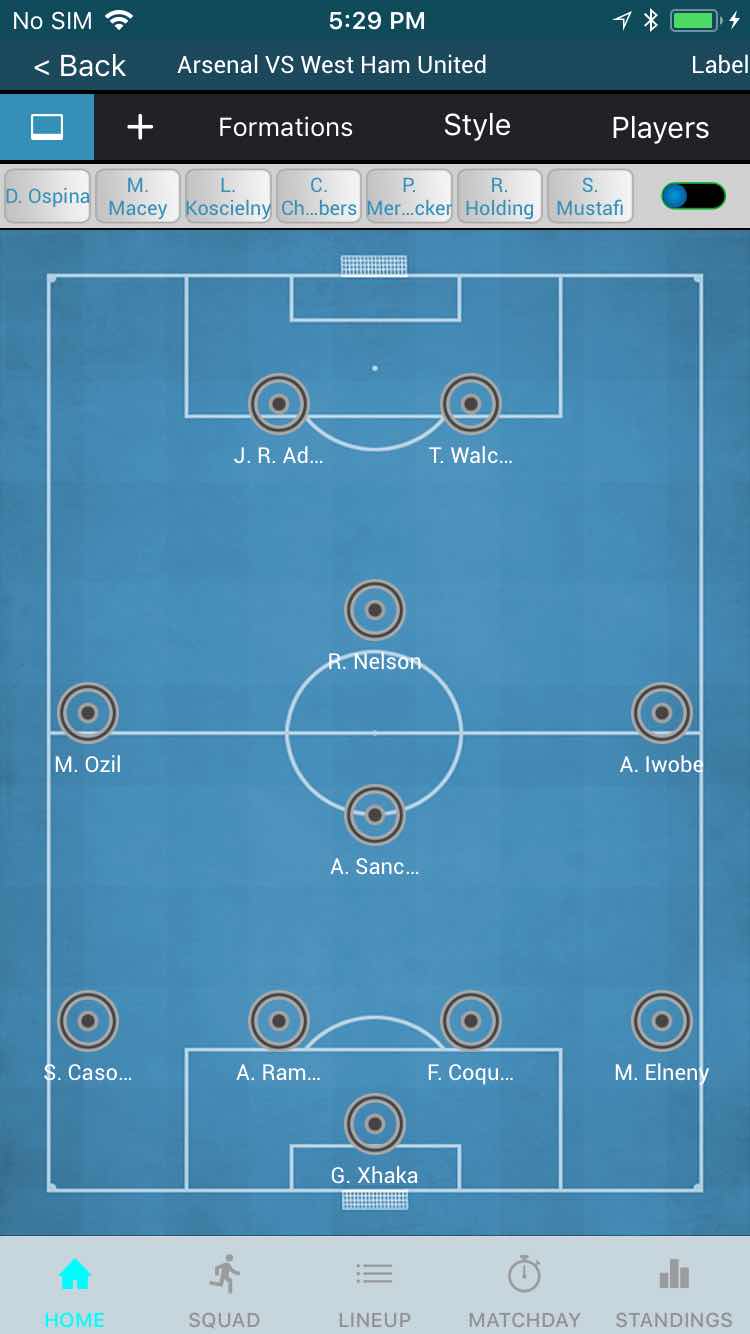 No SIM 5:29 PM
< Back Arsenal VS West Ham United Label
Formations Style Players
D. Ospina
M.
Macey
L.
Koscielny
C.
Ch...bers
P.
Mer...cker
R.
Holding
S.
Mustafi
J. R. Ad...
T. Walc...
R. Nelson
M. Ozil
A. Iwobe
A. Sanc...
S. Caso...
A. Ram...
F. Coqu...
M. Elneny
G. Xhaka
HOME SQUAD LINEUP MATCHDAY STANDINGS